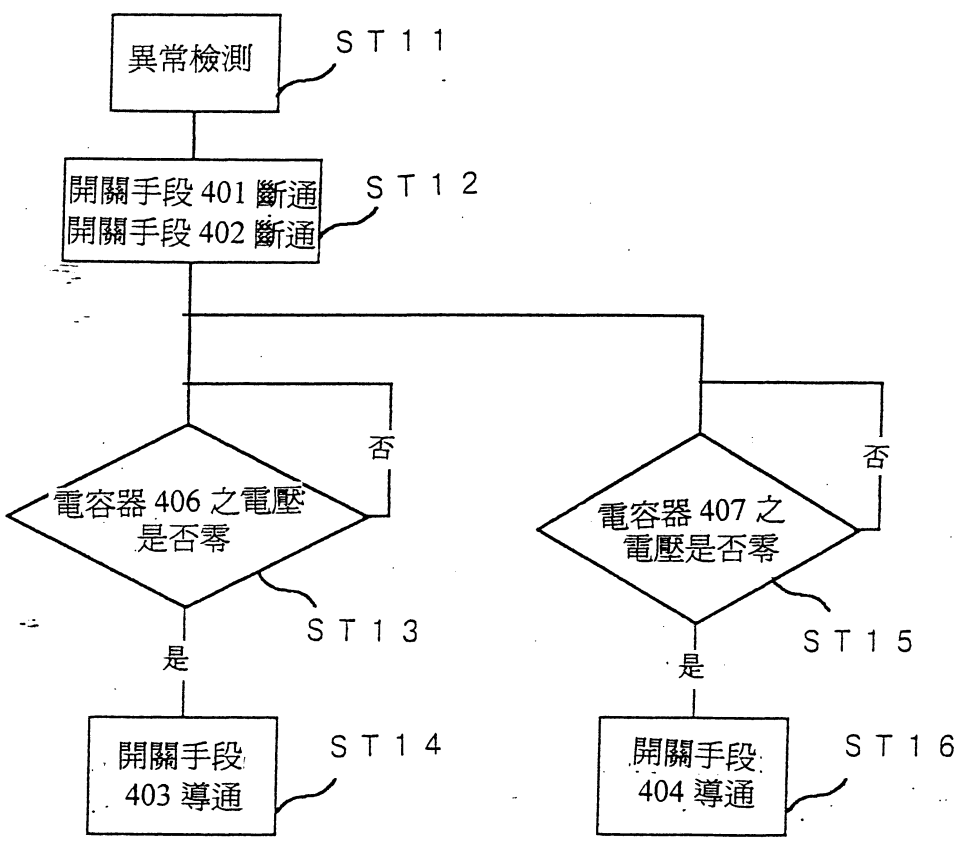 異常檢測
ST11
開關手段 401 斷通
開關手段 402 斷通
ST12
否
電容器 406 之電壓
是否零
ST13
是
開關手段
403 導通
ST14
否
電容器 407 之
電壓是否零
ST15
是
開關手段
404 導通
ST16